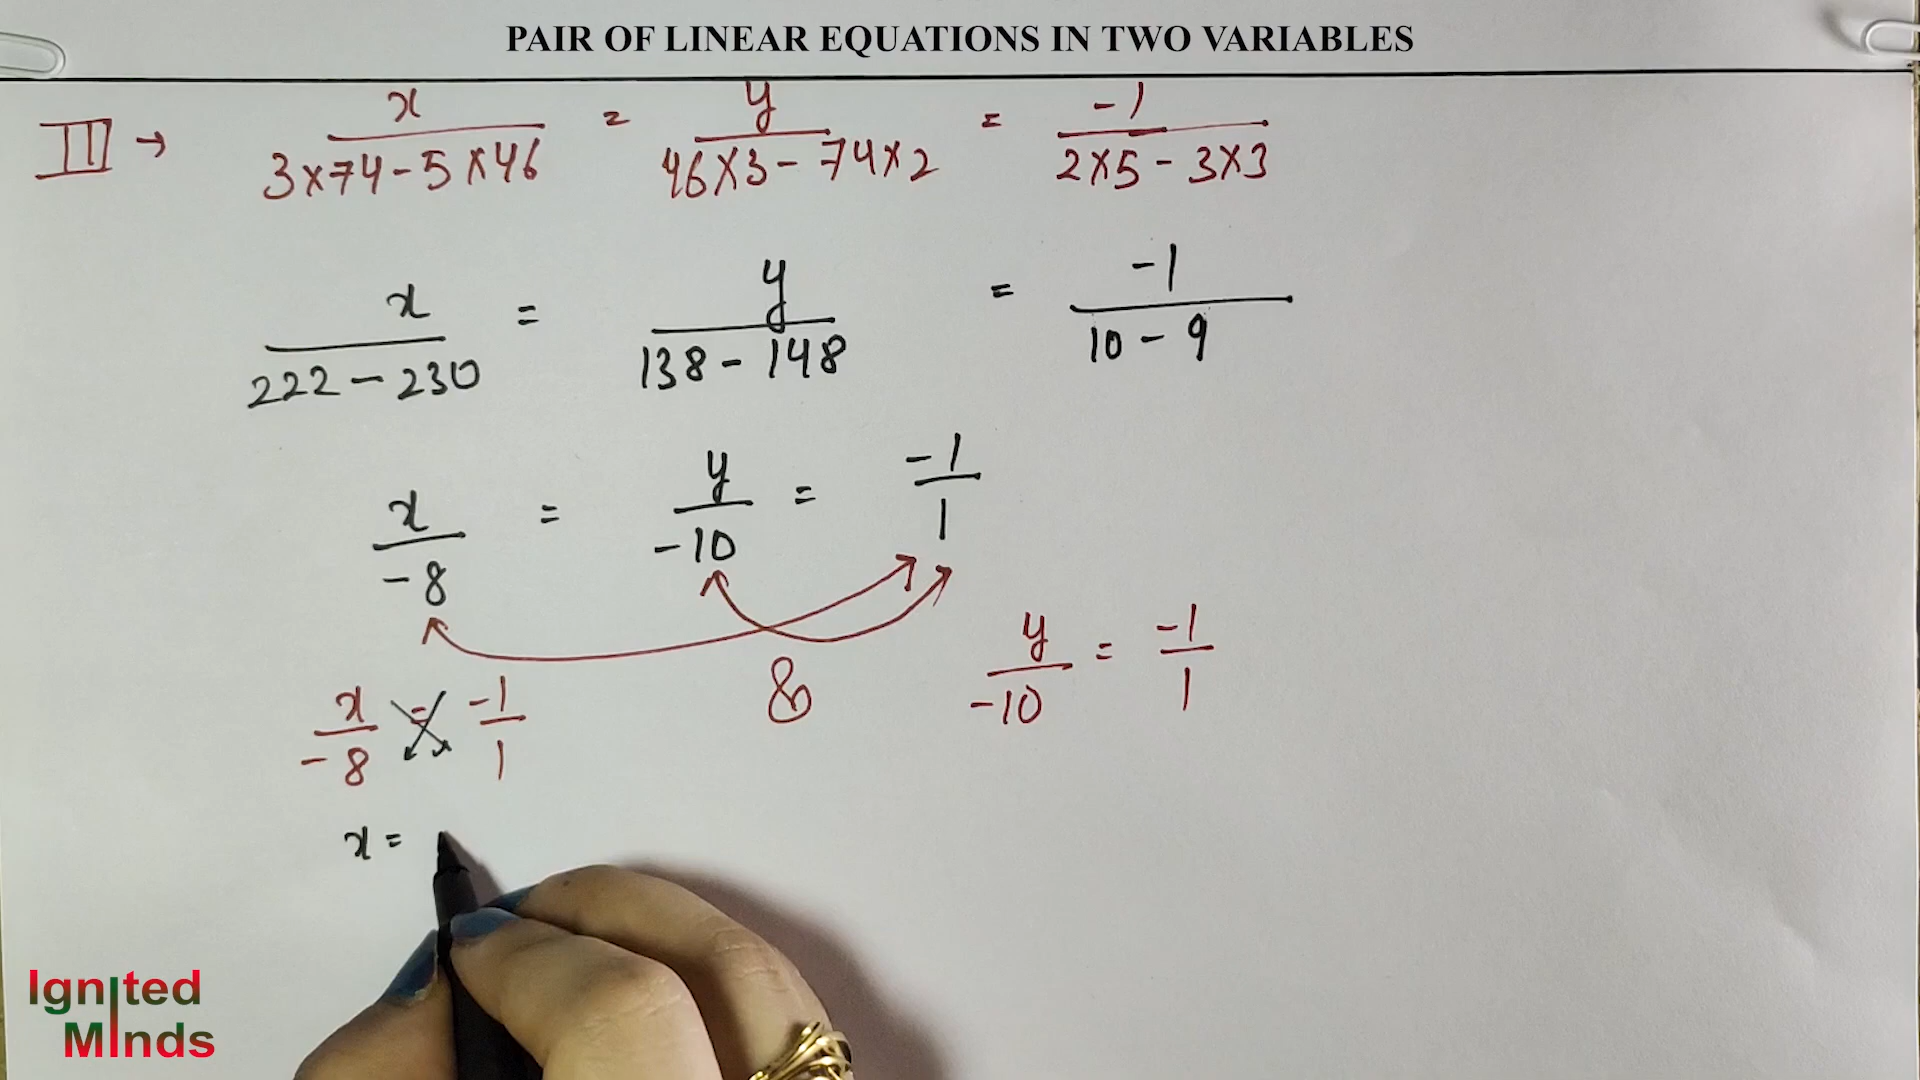 PAIR OF LINEAR EQUATIONS IN TWO VARIABLES
III → x/(3×74-5×46) = y/(46×3-74×2) = -1/(2×5-3×3)
x/(222-230) = y/(138-148) = -1/(10-9)
x/-8 = y/-10 = -1/1
x/-8 = -1/1 & y/-10 = -1/1
x =
Ignited
Minds